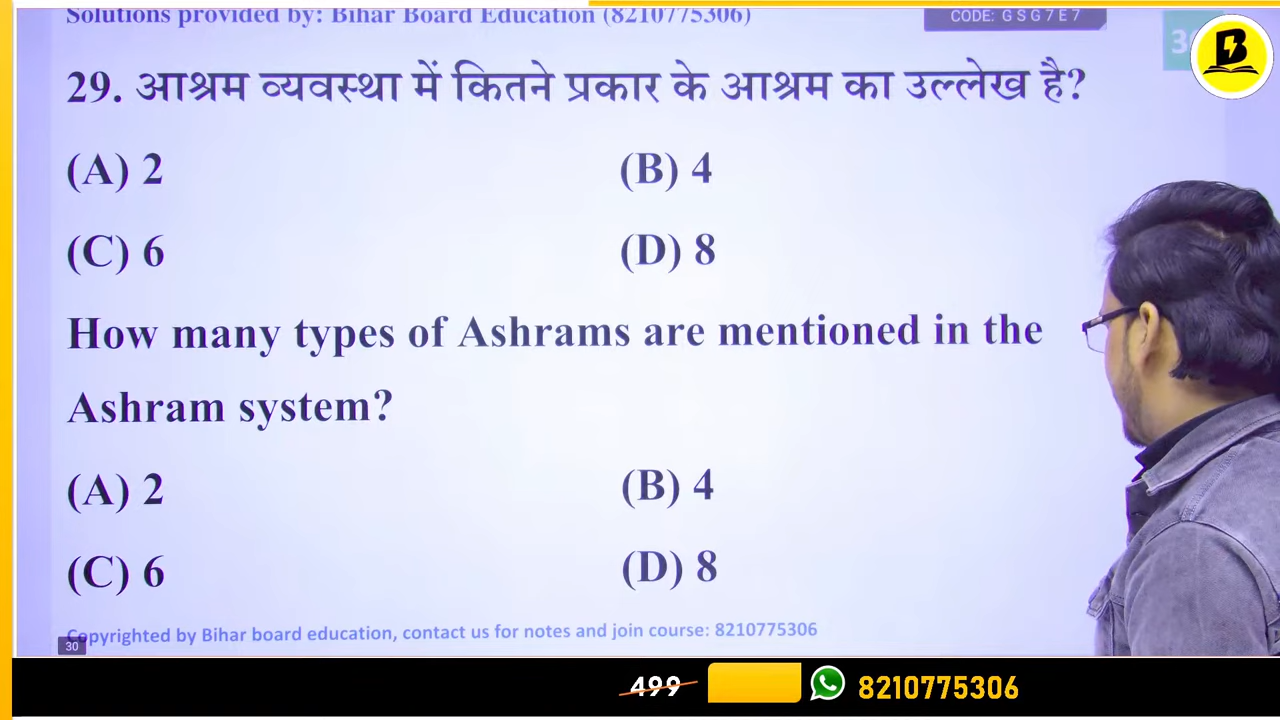 Solutions provided by: Bihar Board Education (8210775306)
CODE: G S G 7 E 7
29. आश्रम व्यवस्था में कितने प्रकार के आश्रम का उल्लेख है?
(A) 2 (B) 4
(C) 6 (D) 8
How many types of Ashrams are mentioned in the
Ashram system?
(A) 2 (B) 4
(C) 6 (D) 8
Copyrighted by Bihar board education, contact us for notes and join course: 8210775306
30
499 8210775306